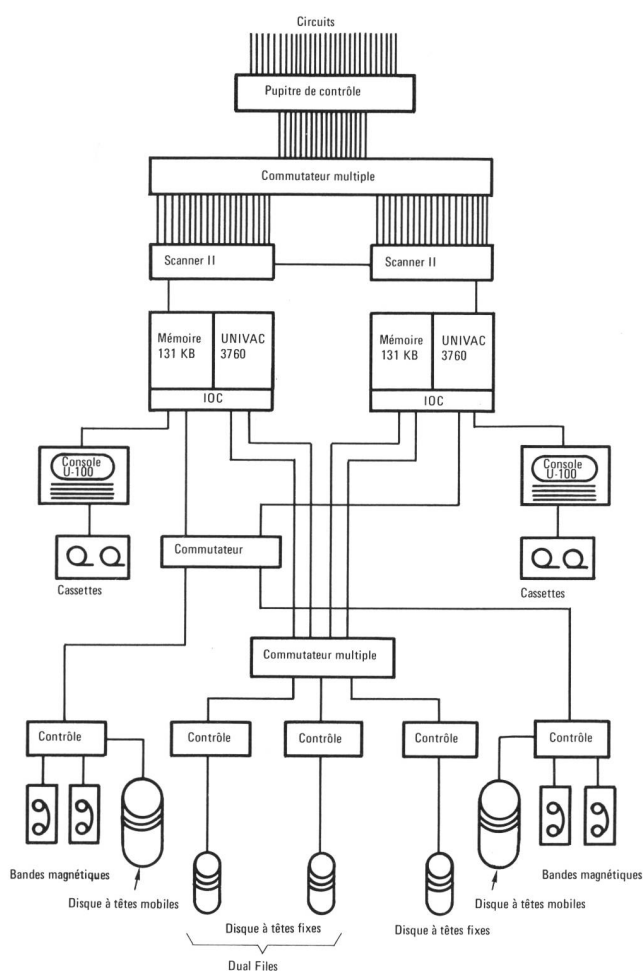 Circuits
Pupitre de contrôle
Commutateur multiple
Scanner II
Scanner II
Mémoire
131 KB
UNIVAC
3760
IOC
Mémoire
131 KB
UNIVAC
3760
IOC
Console
U-100
Console
U-100
Commutateur
Cassettes
Cassettes
Commutateur multiple
Contrôle
Contrôle
Contrôle
Contrôle
Contrôle
Bandes magnétiques
Bandes magnétiques
Disque à têtes mobiles
Disque à têtes mobiles
Disque à têtes fixes
Disque à têtes fixes
Dual Files